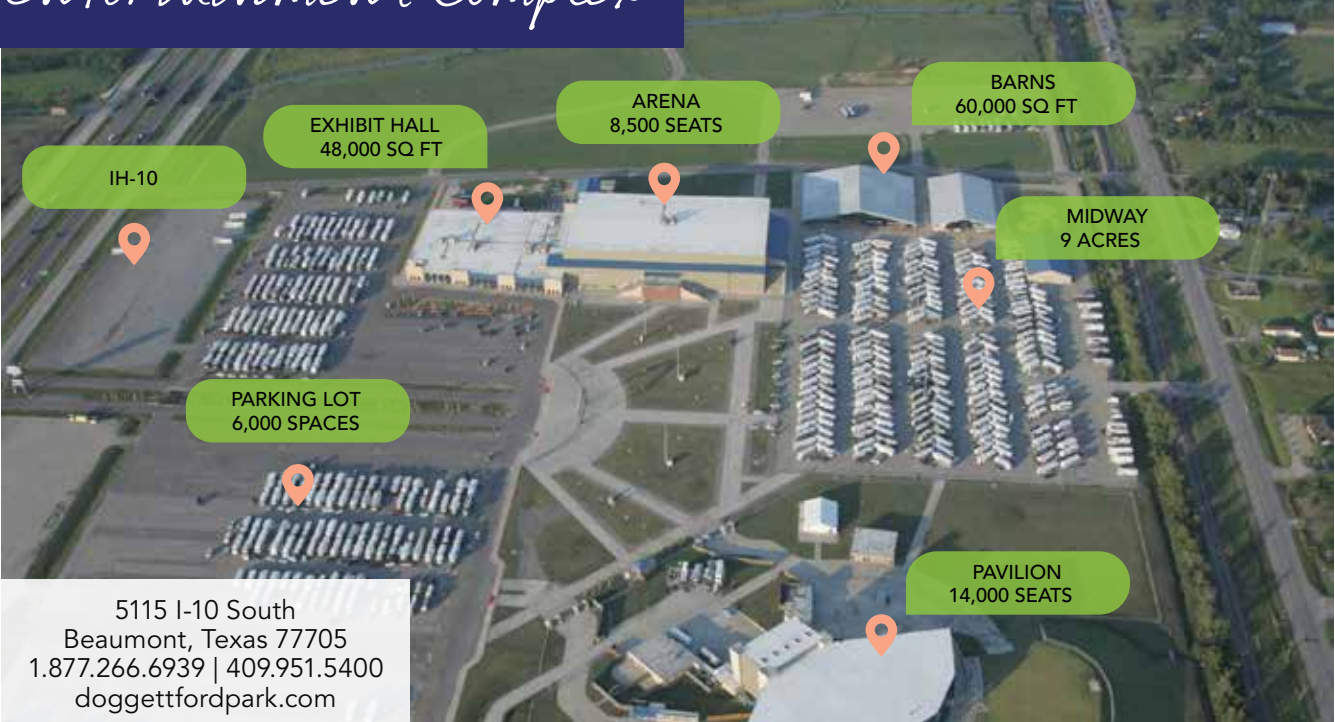 Entertainment Complex
EXHIBIT HALL
48,000 SQ FT
ARENA
8,500 SEATS
BARNS
60,000 SQ FT
IH-10
MIDWAY
9 ACRES
PARKING LOT
6,000 SPACES
PAVILION
14,000 SEATS
5115 I-10 South
Beaumont, Texas 77705
1.877.266.6939 | 409.951.5400
doggettfordpark.com